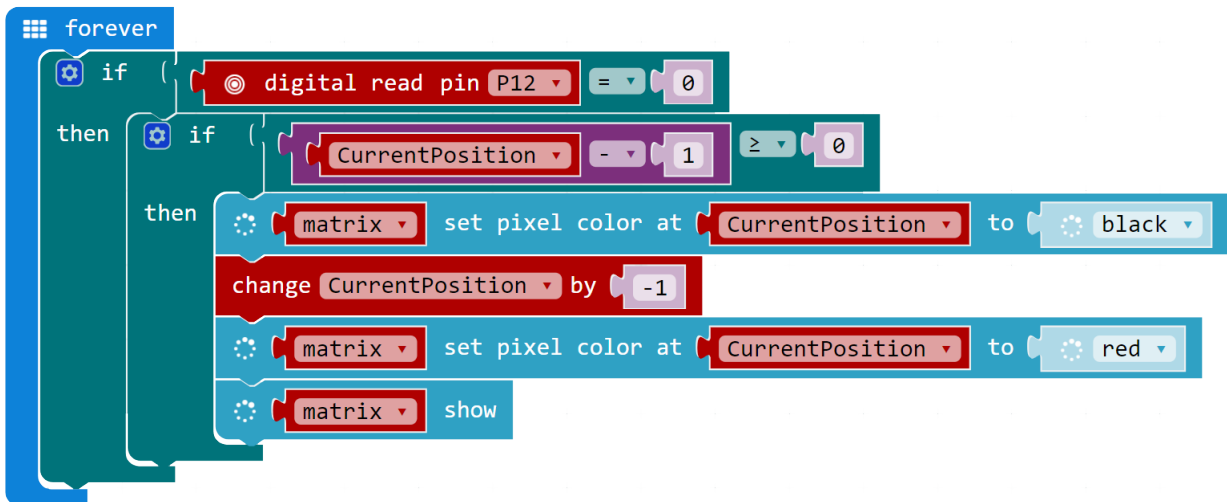 forever
if digital read pin P12 = 0
then if CurrentPosition - 1 ≥ 0
then matrix set pixel color at CurrentPosition to black
change CurrentPosition by -1
matrix set pixel color at CurrentPosition to red
matrix show